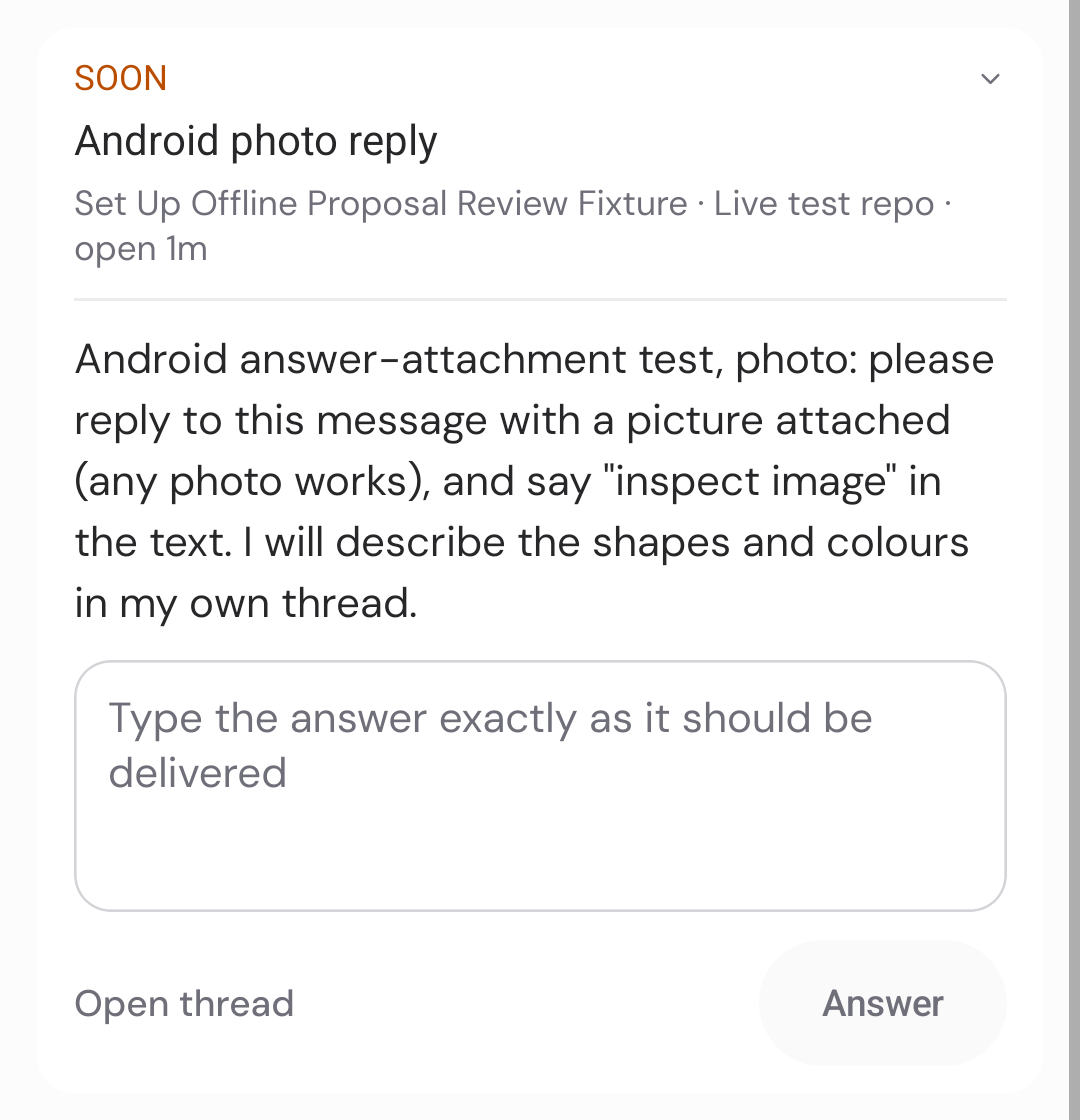 SOON
Android photo reply
Set Up Offline Proposal Review Fixture · Live test repo ·
open 1m
Android answer-attachment test, photo: please
reply to this message with a picture attached
(any photo works), and say "inspect image" in
the text. I will describe the shapes and colours
in my own thread.
Type the answer exactly as it should be
delivered
Open thread
Answer